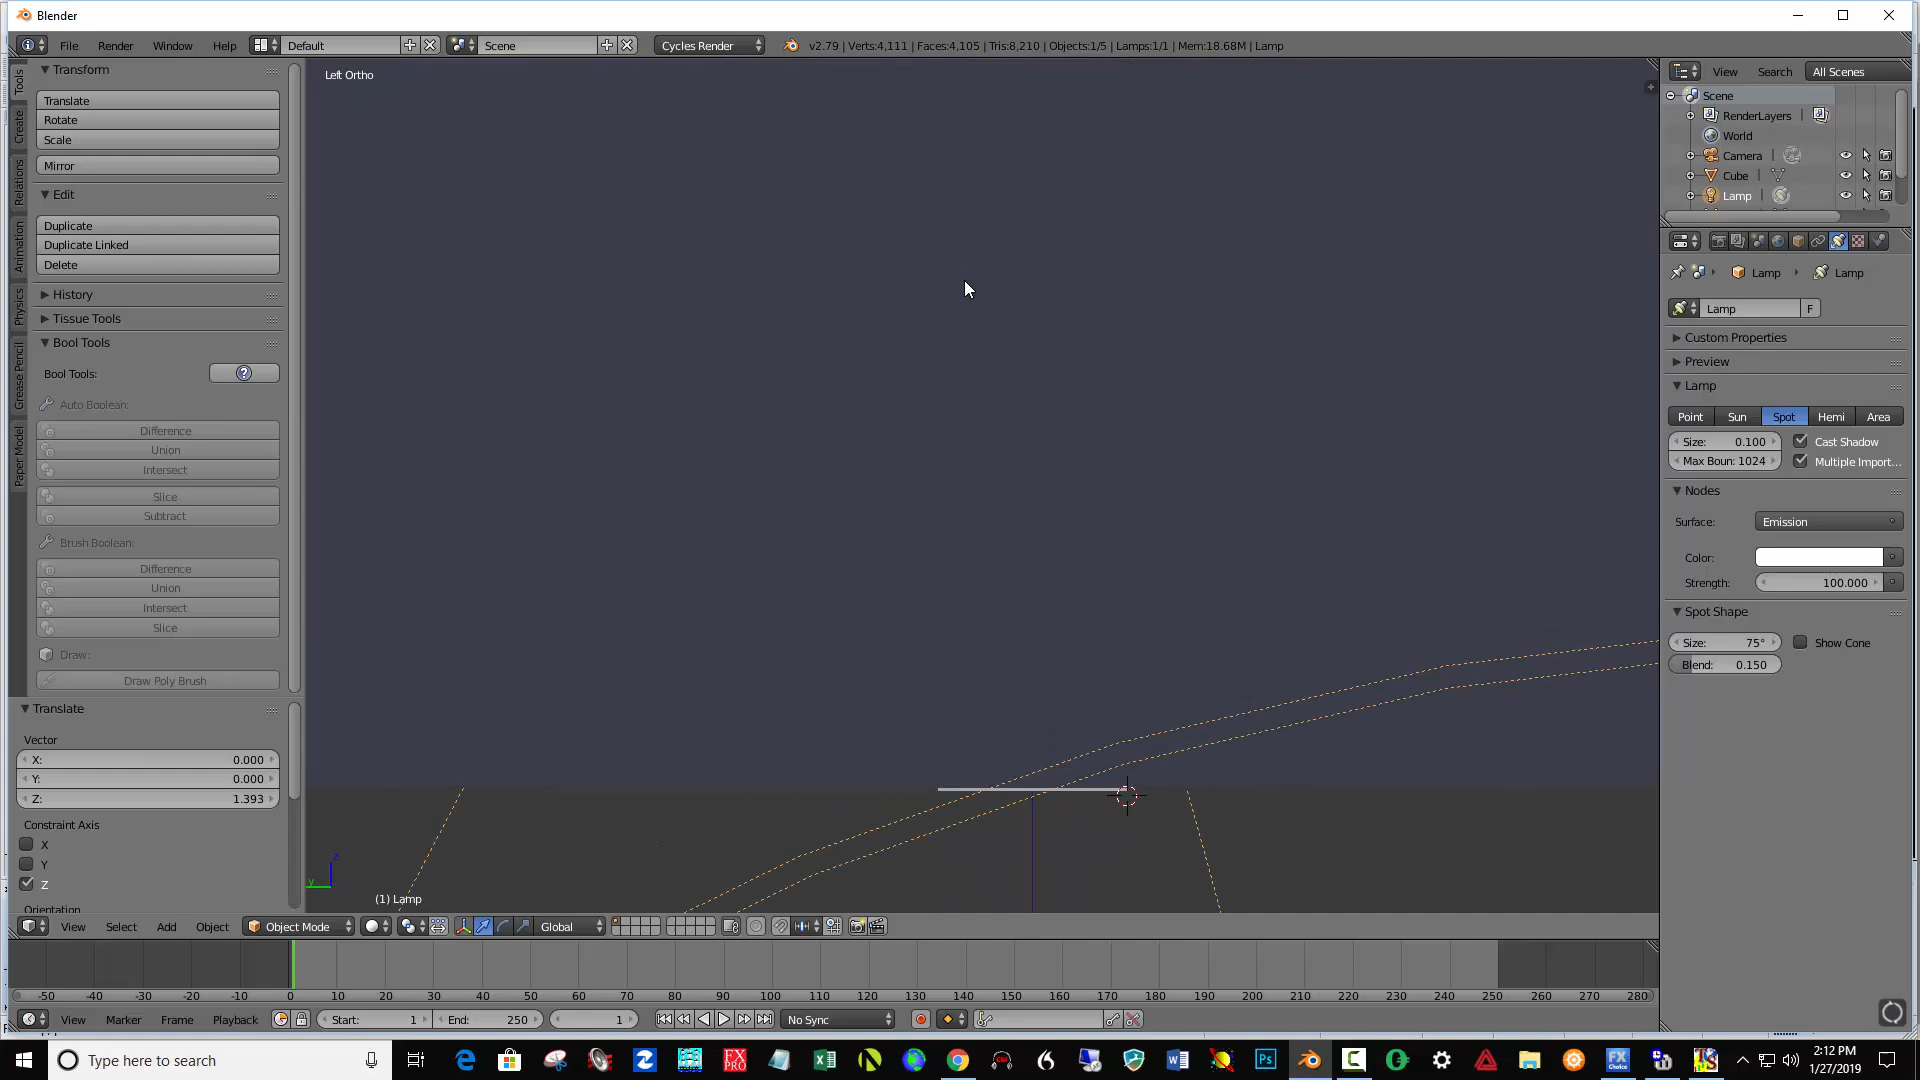 Blender
File Render Window Help Default Scene Cycles Render v2.79 | Verts:4,111 | Faces:4,105 | Tris:8,210 | Objects:1/5 | Lamps:1/1 | Mem:18.68M | Lamp
Tools
Create
Relations
Animation
Physics
Grease Pencil
Paper Model
Transform
Translate
Rotate
Scale
Mirror
Edit
Duplicate
Duplicate Linked
Delete
History
Tissue Tools
Bool Tools
Bool Tools:
Auto Boolean:
Difference
Union
Intersect
Slice
Subtract
Brush Boolean:
Difference
Union
Intersect
Slice
Draw:
Draw Poly Brush
Translate
Vector
X: 0.000
Y: 0.000
Z: 1.393
Constraint Axis
X
Y
Z
Orientation
Left Ortho
z
y
(1) Lamp
View Select Add Object Object Mode Global
View Search All Scenes
Scene
RenderLayers
World
Camera
Cube
Lamp
Lamp Lamp
Lamp F
Custom Properties
Preview
Lamp
Point Sun Spot Hemi Area
Size: 0.100 Cast Shadow
Max Boun: 1024 Multiple Import...
Nodes
Surface: Emission
Color:
Strength: 100.000
Spot Shape
Size: 75° Show Cone
Blend: 0.150
-50 -40 -30 -20 -10 0 10 20 30 40 50 60 70 80 90 100 110 120 130 140 150 160 170 180 190 200 210 220 230 240 250 260 270 280
View Marker Frame Playback Start: 1 End: 250 1 No Sync
Type here to search
2:12 PM
1/27/2019